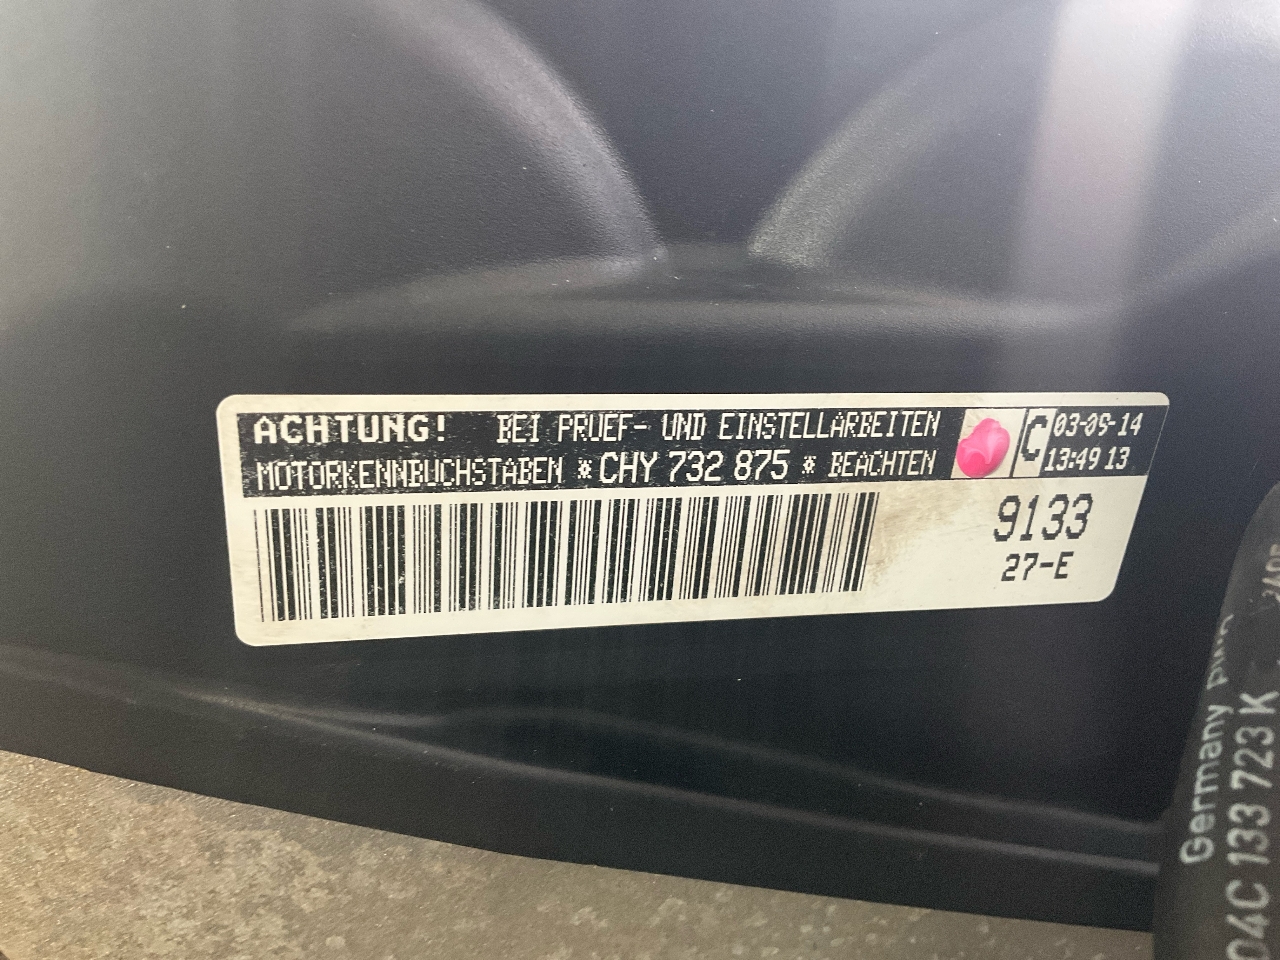 ACHTUNG! BEI PRUEF- UND EINSTELLARBEITEN
MOTORKENNBUCHSTABEN *CHY 732 875 * BEACHTEN
C
03-09-14
13:49 13
9133
27-E
Germany
04C 133 723 K